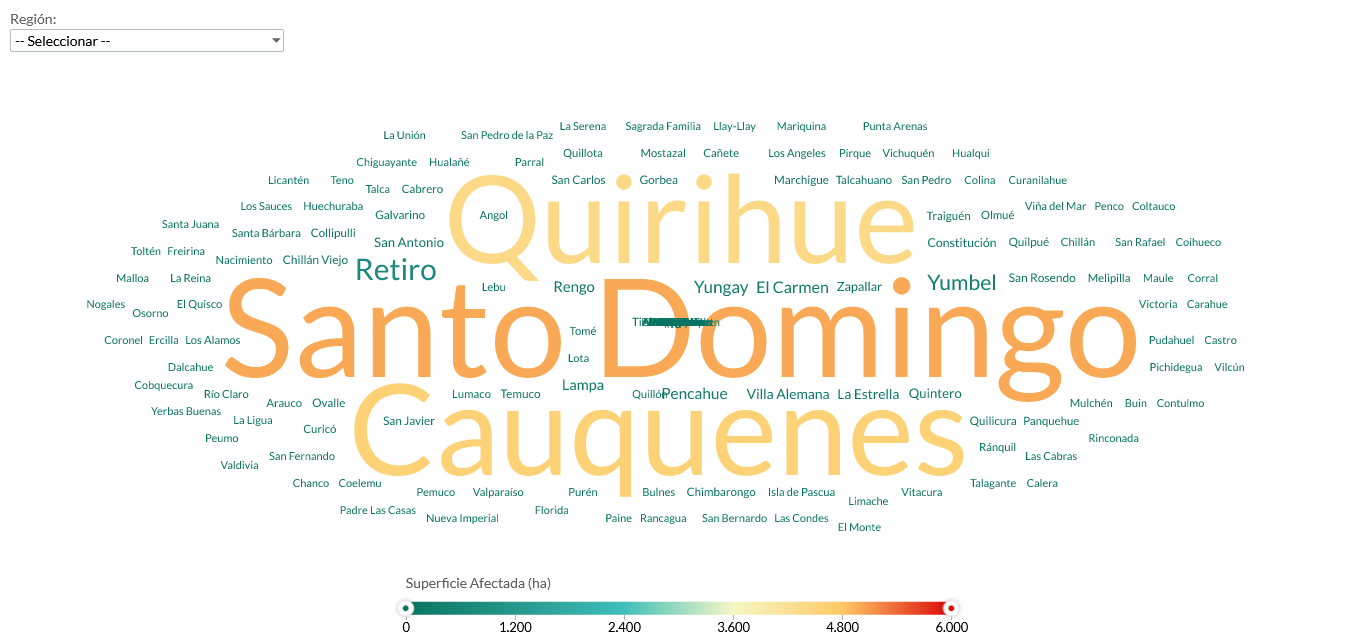 Región:
-- Seleccionar --
La Serena Sagrada Familia Llay-Llay Mariquina Punta Arenas
La Unión San Pedro de la Paz
Quillota Mostazal Cañete Los Angeles Pirque Vichuquén Hualqui
Chiguayante Hualañé Parral
Licantén Teno San Carlos Gorbea Marchigue Talcahuano San Pedro Colina Curanilahue
Talca Cabrero
Los Sauces Huechuraba Viña del Mar Penco Coltauco
Galvarino Angol Quirihue Traiguén Olmué
Santa Juana
Santa Bárbara Collipulli
San Antonio Constitución Quilpué Chillán San Rafael Coihueco
Toltén Freirina
Nacimiento Chillán Viejo
Retiro
Malloa La Reina San Rosendo Melipilla Maule Corral
Lebu Rengo Yungay El Carmen Zapallar Yumbel
Nogales El Quisco Victoria Carahue
Osorno
Santo Domingo
Tomé
Coronel Ercilla Los Alamos Pudahuel Castro
Lota
Dalcahue Pichidegua Vilcún
Cobquecura Lampa
Río Claro Lumaco Temuco Quillón Pencahue Villa Alemana La Estrella Quintero
Arauco Ovalle Mulchén Buin Contulmo
Yerbas Buenas
La Ligua San Javier Quilicura Panquehue
Curicó
Cauquenes
Peumo Rinconada
Ránquil
San Fernando Las Cabras
Valdivia
Chanco Coelemu Talagante Calera
Pemuco Valparaíso Purén Bulnes Chimbarongo Isla de Pascua Vitacura
Limache
Padre Las Casas Florida
Nueva Imperial Paine Rancagua San Bernardo Las Condes
El Monte
Superficie Afectada (ha)
0 1.200 2.400 3.600 4.800 6.000